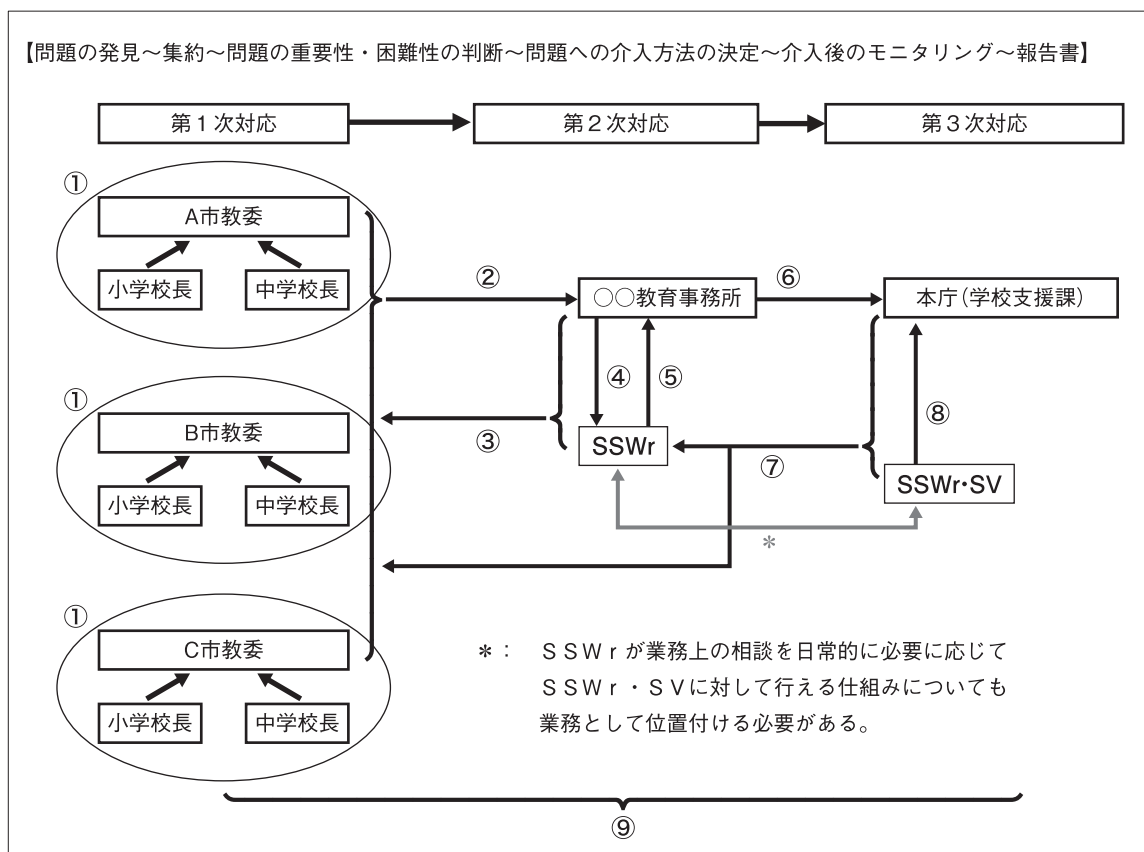 【問題の発見～集約～問題の重要性・困難性の判断～問題への介入方法の決定～介入後のモニタリング～報告書】
第１次対応
第２次対応
第３次対応
①
A市教委
小学校長
中学校長
②
○○教育事務所
⑥
本庁(学校支援課)
④
⑤
③
SSWr
⑦
⑧
SSWr・SV
＊
①
B市教委
小学校長
中学校長
①
C市教委
小学校長
中学校長
＊： ＳＳＷｒが業務上の相談を日常的に必要に応じて
ＳＳＷｒ・ＳＶに対して行える仕組みについても
業務として位置付ける必要がある。
⑨